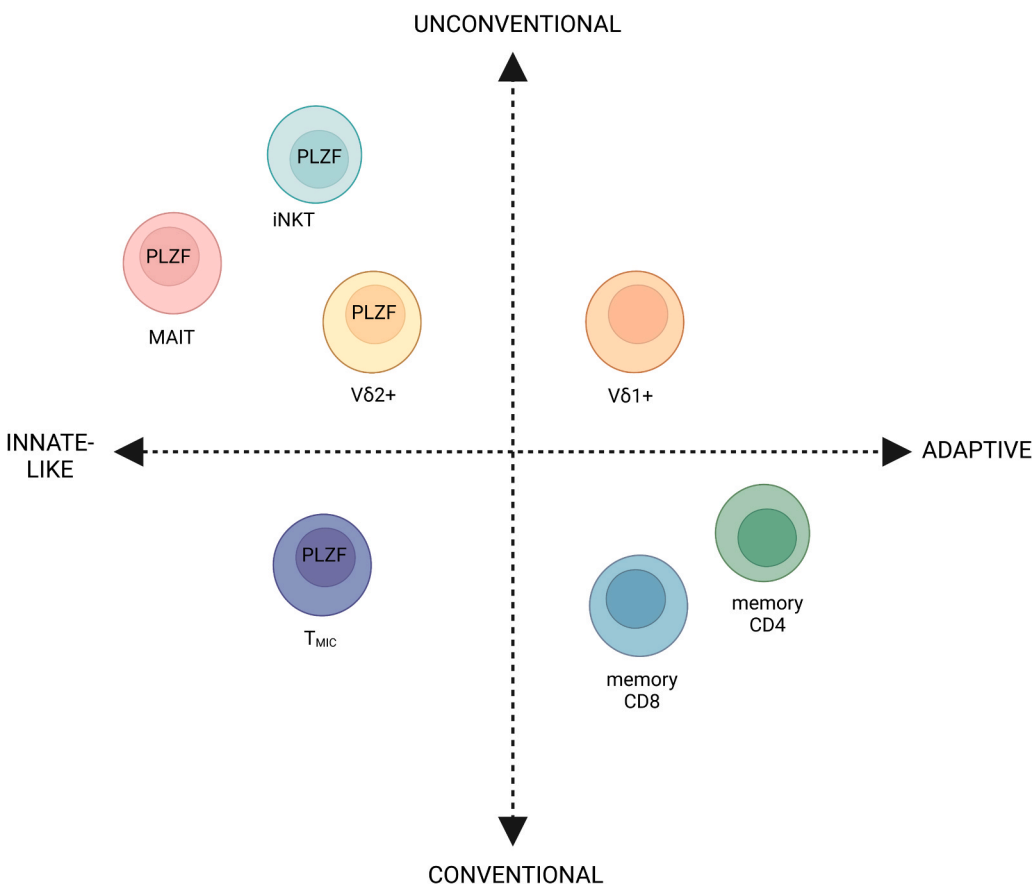 UNCONVENTIONAL
PLZF
iNKT
PLZF
MAIT
PLZF
Vδ2+
Vδ1+
INNATE-
LIKE
ADAPTIVE
PLZF
TMIC
memory
CD4
memory
CD8
CONVENTIONAL